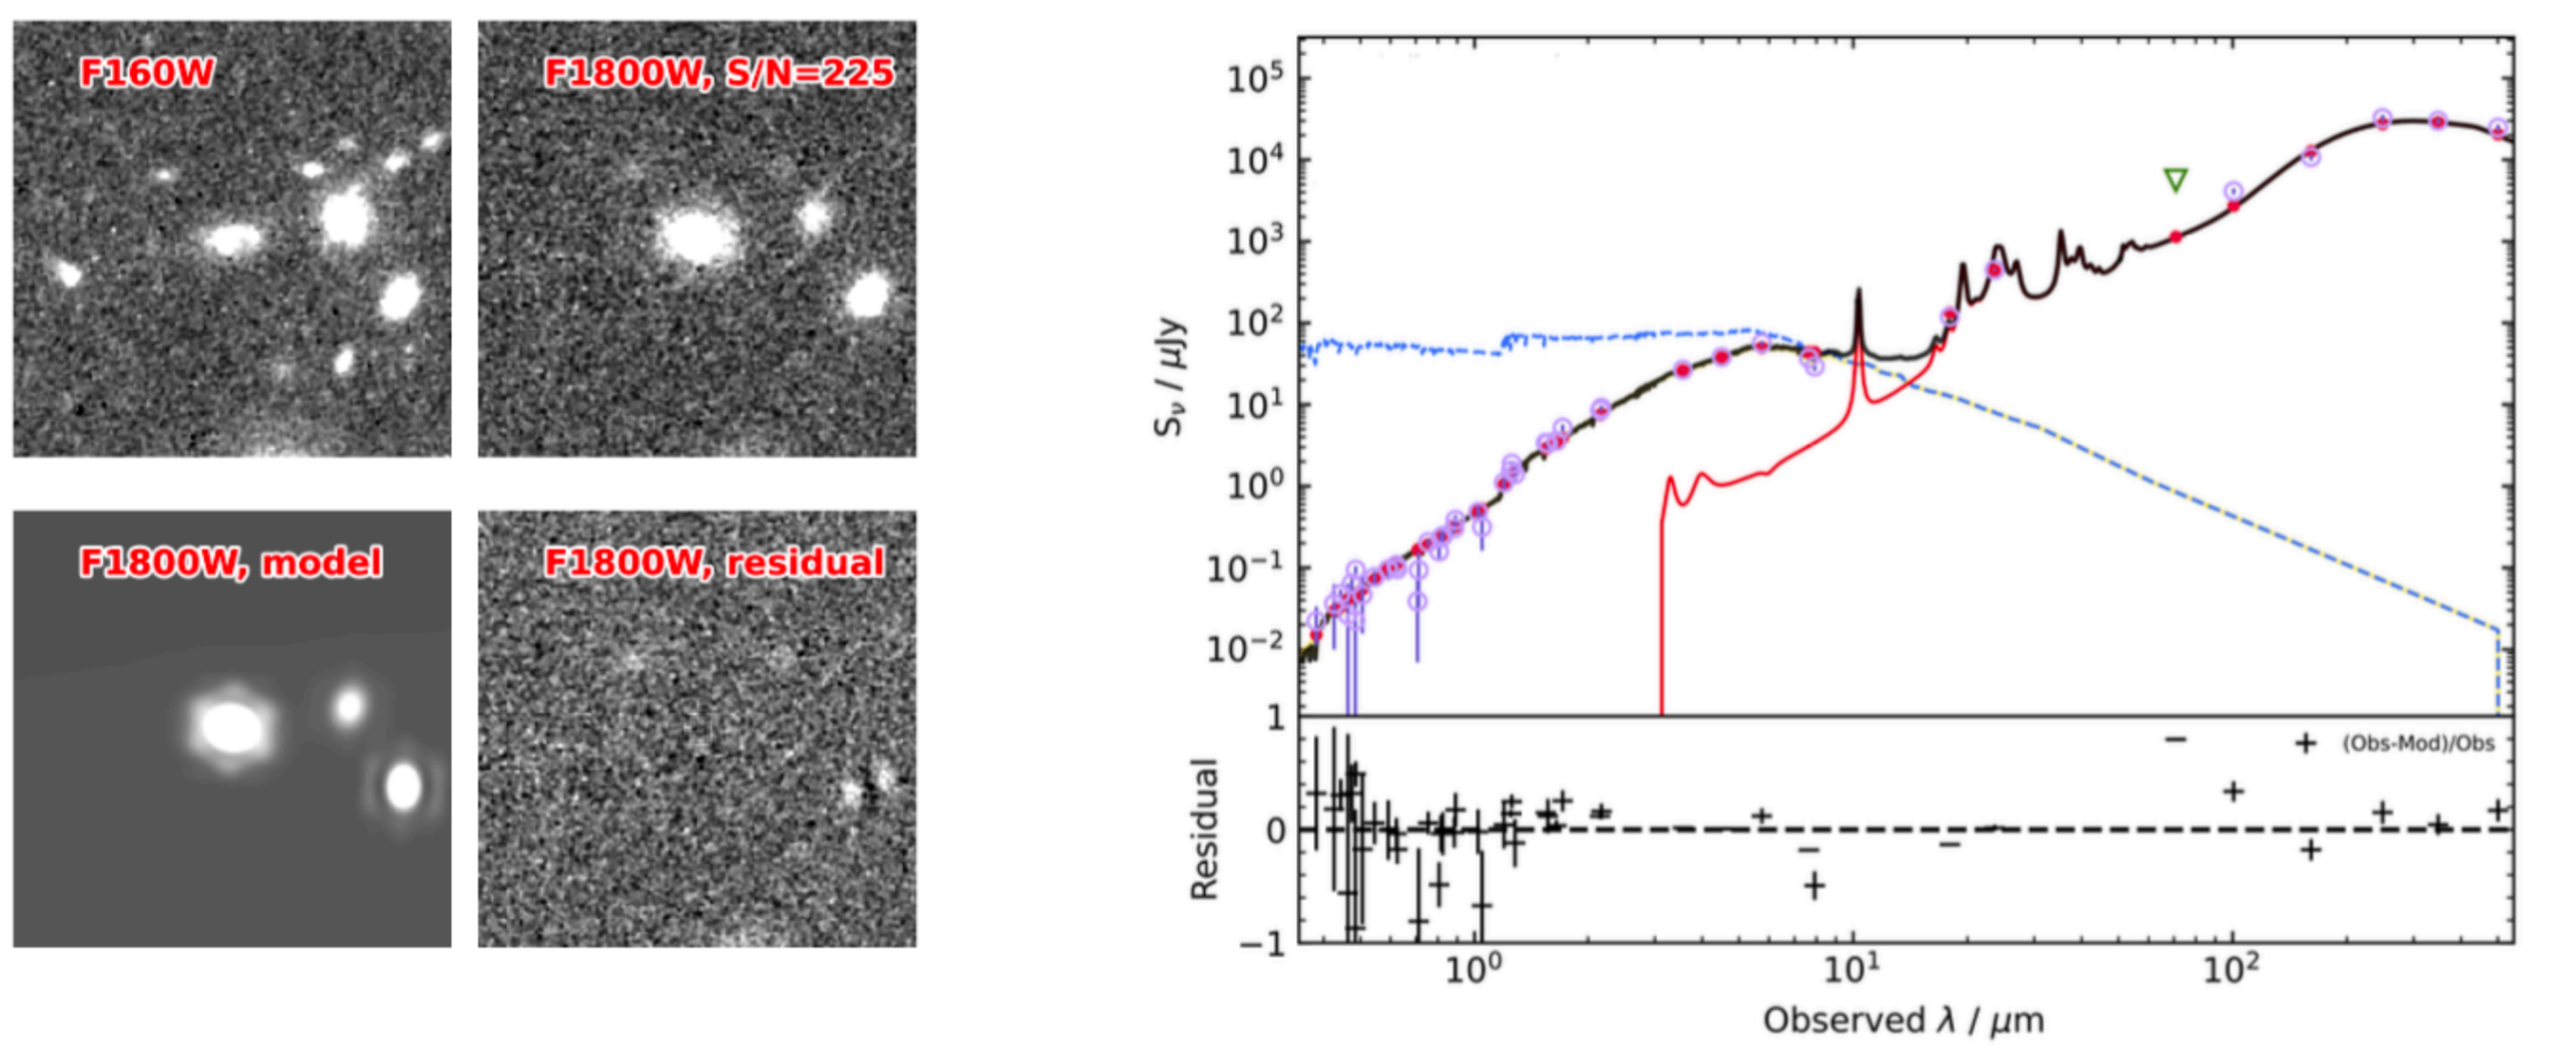 F160W
F1800W, S/N=225
F1800W, model
F1800W, residual
S_ν / μJy
10^5
10^4
10^3
10^2
10^1
10^0
10^−1
10^−2
1
0
−1
Residual
(Obs-Mod)/Obs
10^0
10^1
10^2
Observed λ / μm